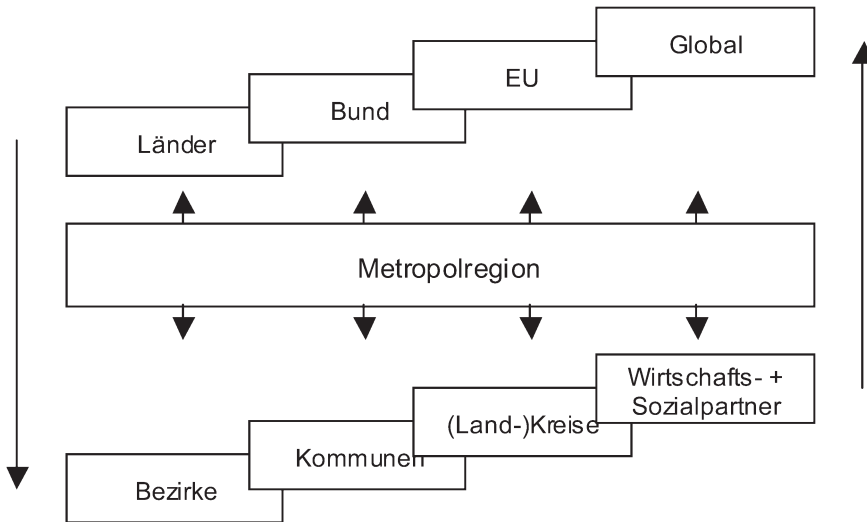 Global
EU
Bund
Länder
Metropolregion
Wirtschafts- +
Sozialpartner
(Land-)Kreise
Kommunen
Bezirke